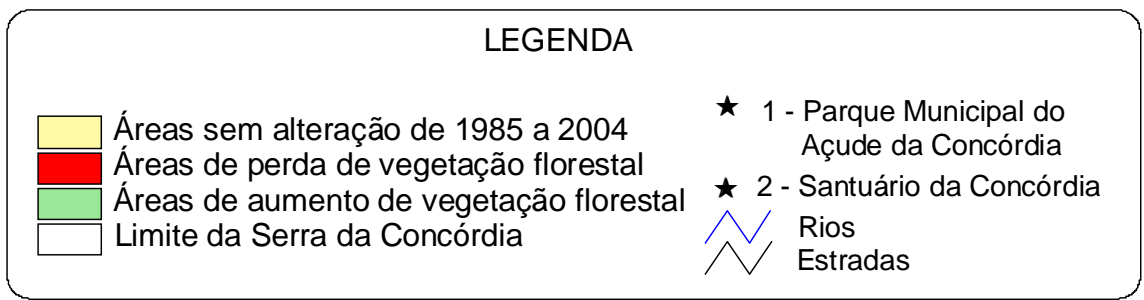 LEGENDA
Áreas sem alteração de 1985 a 2004
Áreas de perda de vegetação florestal
Áreas de aumento de vegetação florestal
Limite da Serra da Concórdia
1 - Parque Municipal do
Açude da Concórdia
2 - Santuário da Concórdia
Rios
Estradas